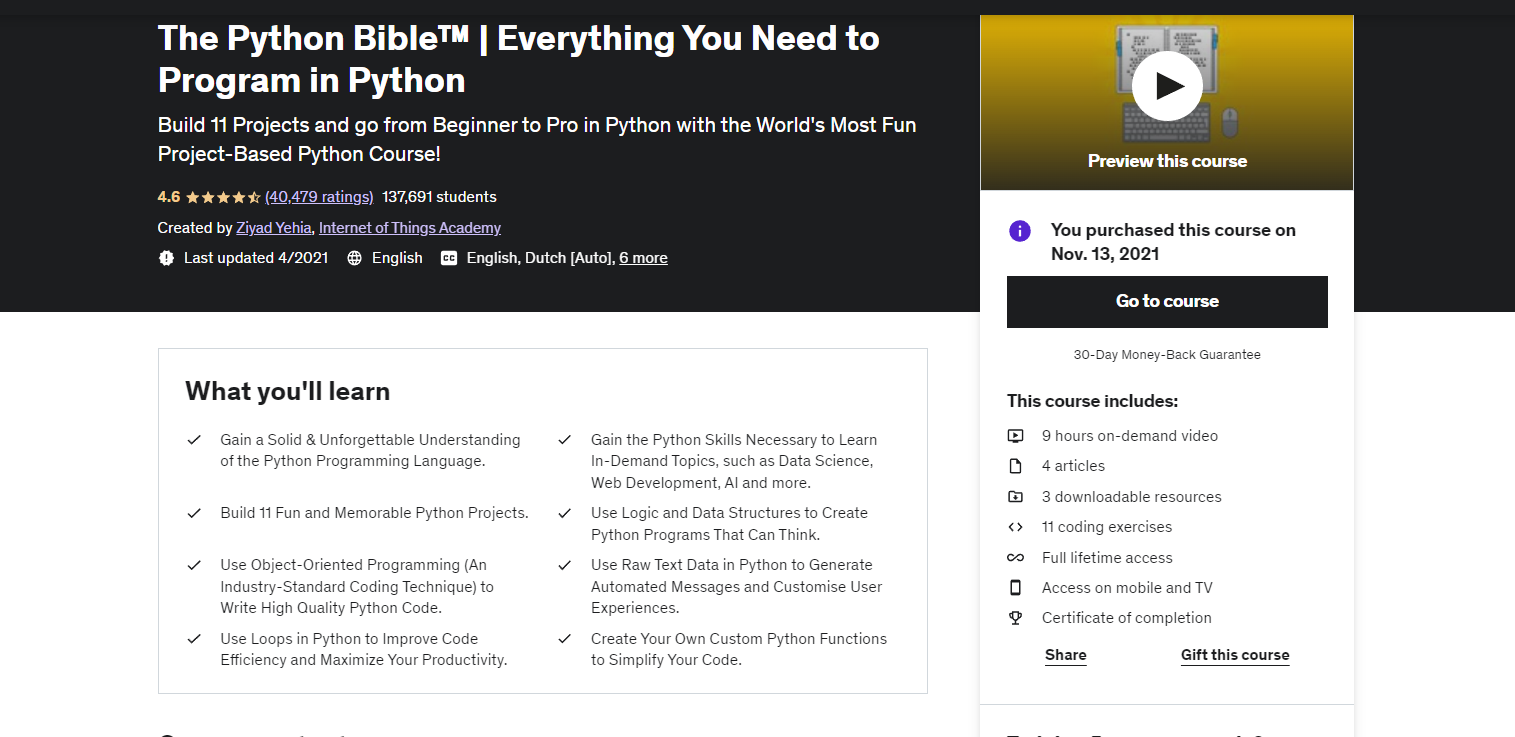 The Python Bible™ | Everything You Need to
Program in Python
Build 11 Projects and go from Beginner to Pro in Python with the World's Most Fun
Project-Based Python Course!
4.6 (40,479 ratings) 137,691 students
Created by Ziyad Yehia, Internet of Things Academy
Last updated 4/2021 English CC English, Dutch [Auto], 6 more
Preview this course
You purchased this course on
Nov. 13, 2021
Go to course
30-Day Money-Back Guarantee
This course includes:
9 hours on-demand video
4 articles
3 downloadable resources
11 coding exercises
Full lifetime access
Access on mobile and TV
Certificate of completion
Share Gift this course
What you'll learn
Gain a Solid & Unforgettable Understanding
of the Python Programming Language.
Gain the Python Skills Necessary to Learn
In-Demand Topics, such as Data Science,
Web Development, AI and more.
Build 11 Fun and Memorable Python Projects.
Use Logic and Data Structures to Create
Python Programs That Can Think.
Use Object-Oriented Programming (An
Industry-Standard Coding Technique) to
Write High Quality Python Code.
Use Raw Text Data in Python to Generate
Automated Messages and Customise User
Experiences.
Use Loops in Python to Improve Code
Efficiency and Maximize Your Productivity.
Create Your Own Custom Python Functions
to Simplify Your Code.